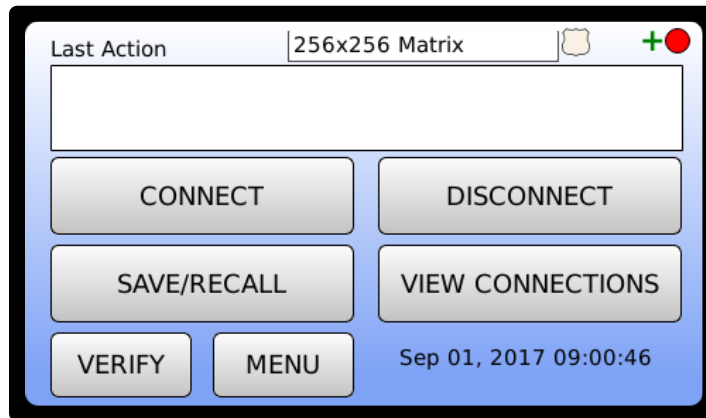 Last Action 256x256 Matrix +
CONNECT DISCONNECT
SAVE/RECALL VIEW CONNECTIONS
VERIFY MENU Sep 01, 2017 09:00:46